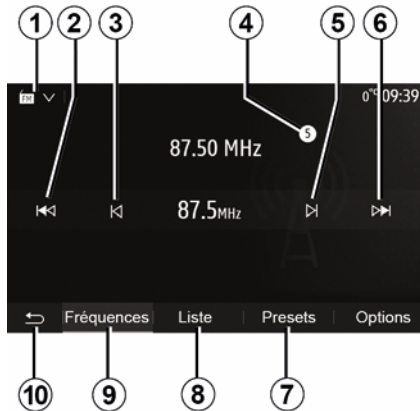 1 2 3 4 5 6
FM 0°C 09:39
5
87.50 MHz
87.5MHz
Fréquences Liste Presets Options
10 9 8 7